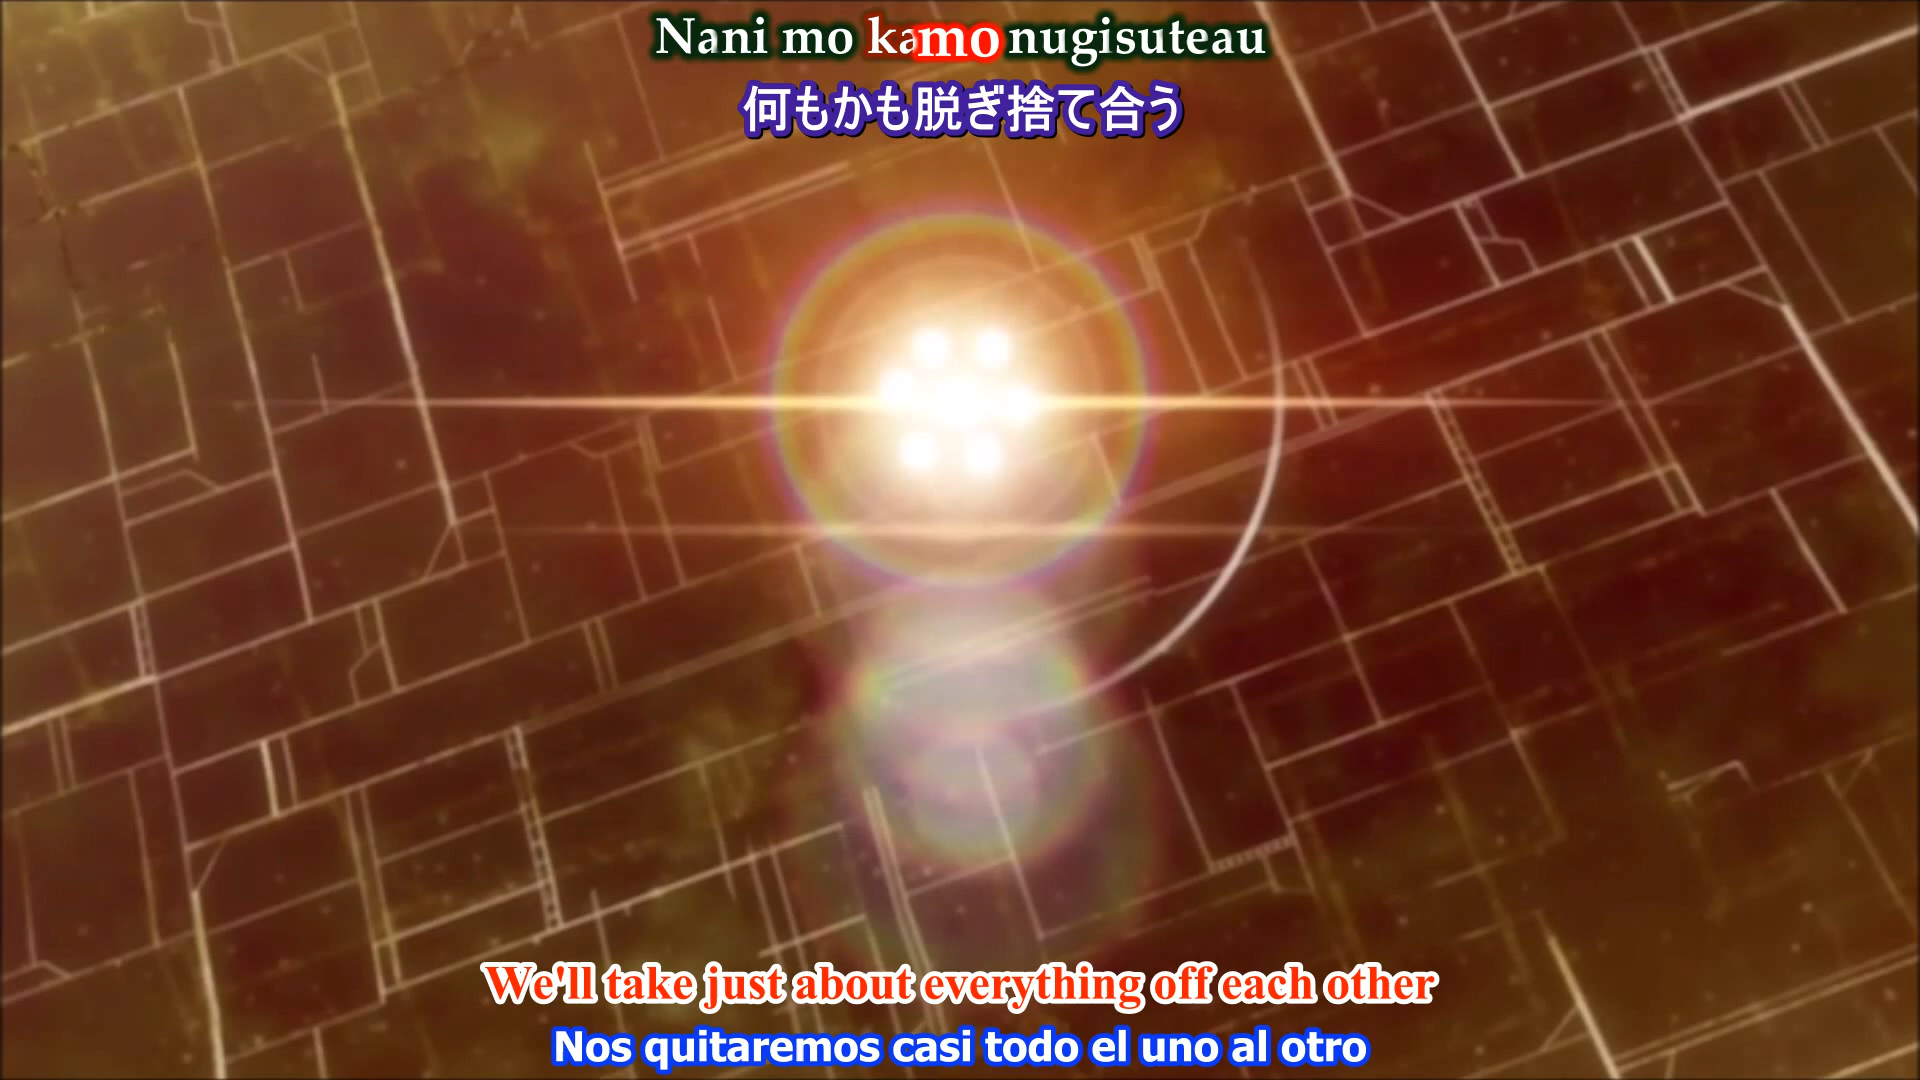 Nani mo kamo nugisuteau
何もかも脱ぎ捨て合う
We'll take just about everything off each other
Nos quitaremos casi todo el uno al otro